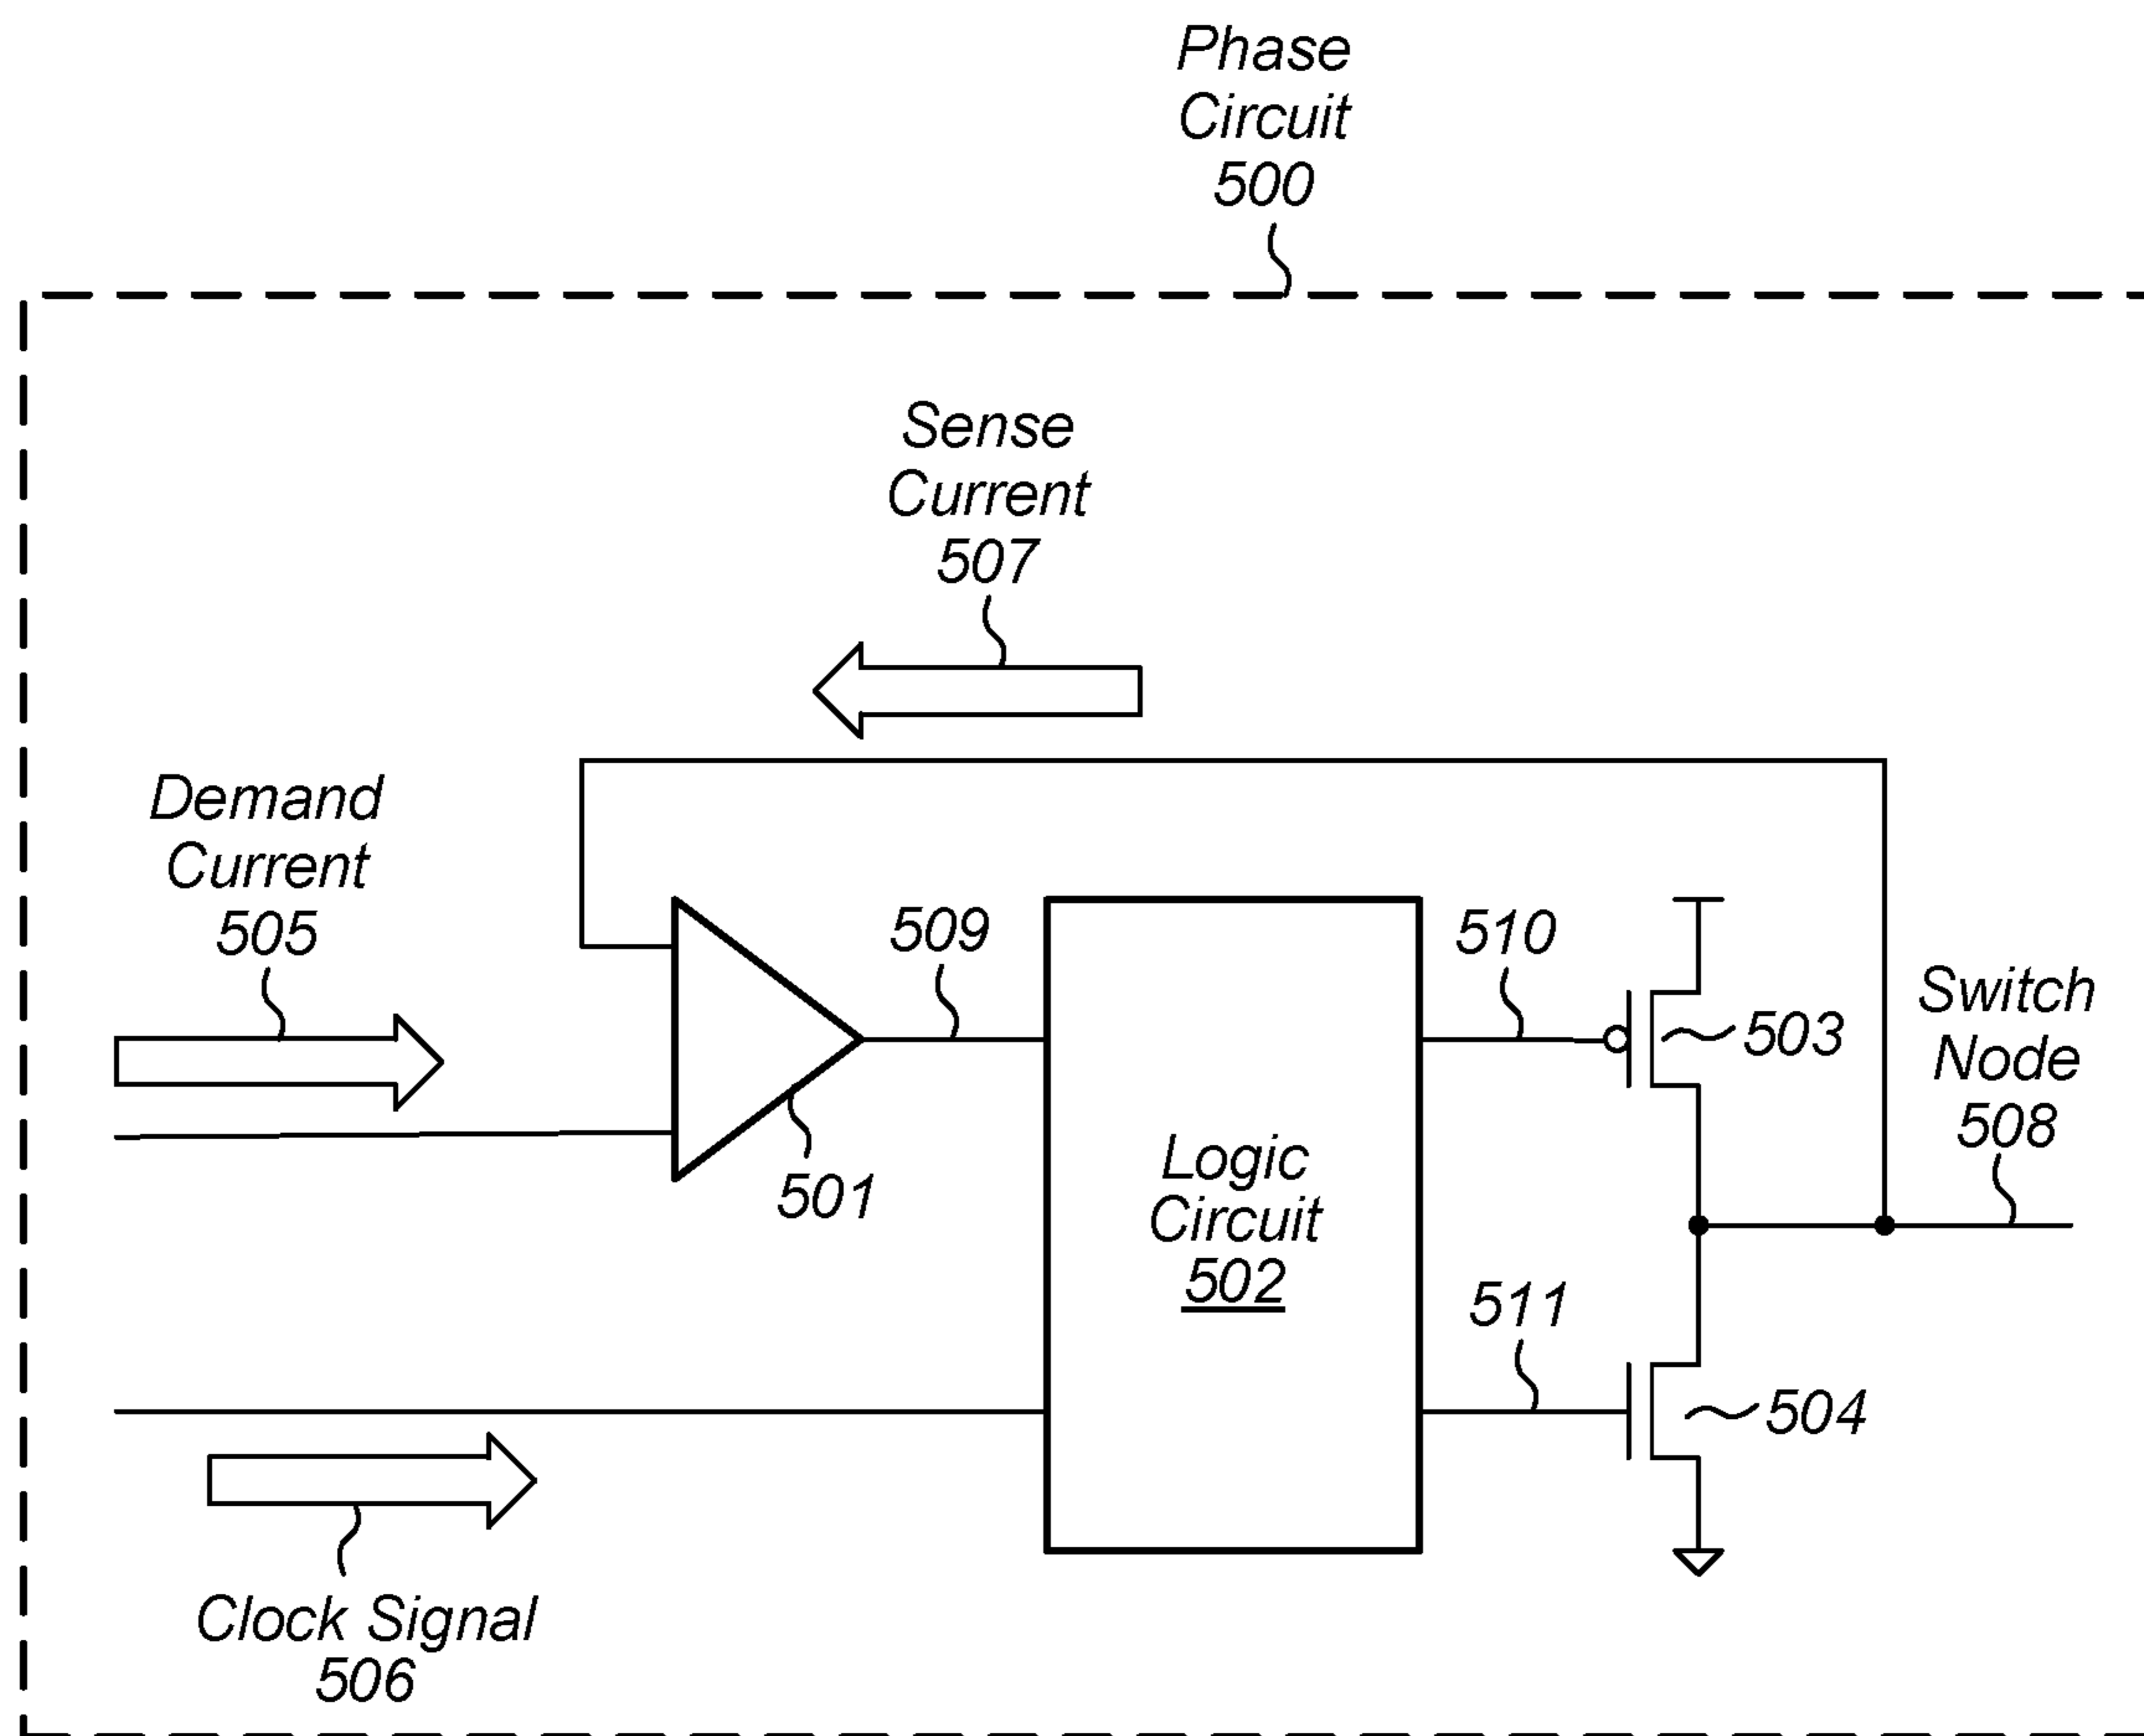 Phase
Circuit
500
Sense
Current
507
Demand
Current
505
509
510
Switch
Node
508
503
501
Logic
Circuit
502
511
504
Clock Signal
506